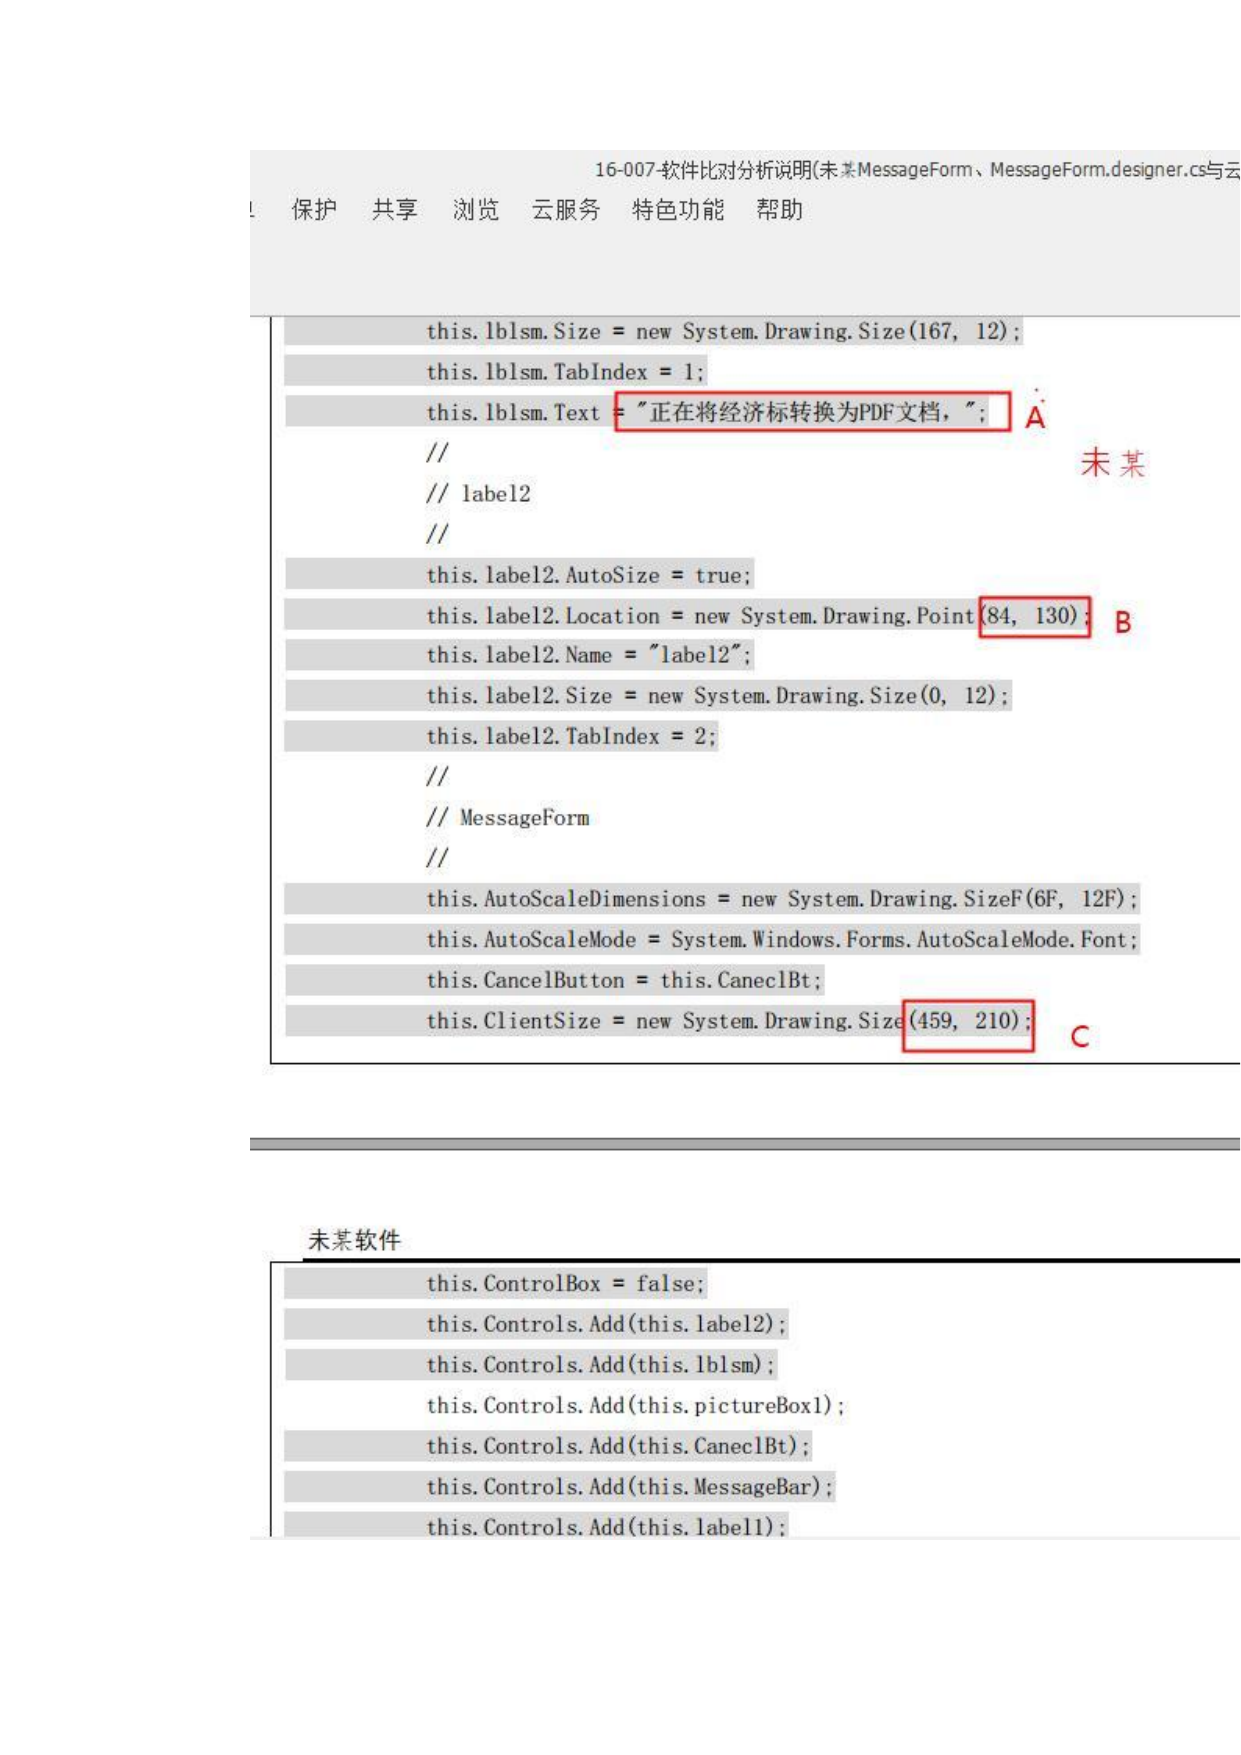 16-007-软件比对分析说明(未某MessageForm、MessageForm.designer.cs与云
保护 共享 浏览 云服务 特色功能 帮助
this.lblsm.Size = new System.Drawing.Size(167, 12);
this.lblsm.TabIndex = 1;
this.lblsm.Text = "正在将经济标转换为PDF文档，"; A
未某
//
// label2
//
this.label2.AutoSize = true;
this.label2.Location = new System.Drawing.Point(84, 130); B
this.label2.Name = "label2";
this.label2.Size = new System.Drawing.Size(0, 12);
this.label2.TabIndex = 2;
//
// MessageForm
//
this.AutoScaleDimensions = new System.Drawing.SizeF(6F, 12F);
this.AutoScaleMode = System.Windows.Forms.AutoScaleMode.Font;
this.CancelButton = this.CaneclBt;
this.ClientSize = new System.Drawing.Size(459, 210); C
未某软件
this.ControlBox = false;
this.Controls.Add(this.label2);
this.Controls.Add(this.lblsm);
this.Controls.Add(this.pictureBox1);
this.Controls.Add(this.CaneclBt);
this.Controls.Add(this.MessageBar);
this.Controls.Add(this.label1);